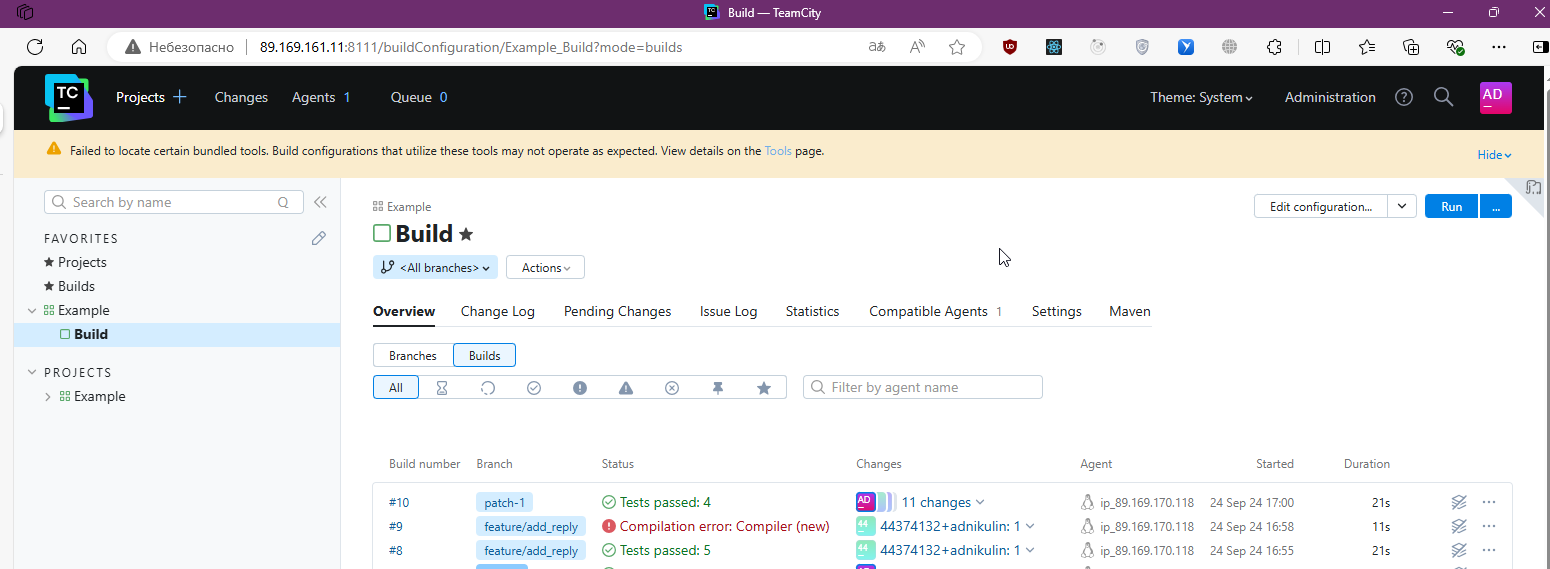 Build — TeamCity
Небезопасно 89.169.161.11:8111/buildConfiguration/Example_Build?mode=builds
TC Projects Changes Agents 1 Queue 0 Theme: System Administration ? AD
Failed to locate certain bundled tools. Build configurations that utilize these tools may not operate as expected. View details on the Tools page. Hide
Search by name Q
FAVORITES
Projects
Builds
Example
Build
PROJECTS
Example
Example
Build
Edit configuration... Run ...
<All branches> Actions
Overview Change Log Pending Changes Issue Log Statistics Compatible Agents 1 Settings Maven
Branches Builds
All Filter by agent name
Build number Branch Status Changes Agent Started Duration
#10 patch-1 Tests passed: 4 AD 11 changes ip_89.169.170.118 24 Sep 24 17:00 21s
#9 feature/add_reply Compilation error: Compiler (new) 44 44374132+adnikulin: 1 ip_89.169.170.118 24 Sep 24 16:58 11s
#8 feature/add_reply Tests passed: 5 44 44374132+adnikulin: 1 ip_89.169.170.118 24 Sep 24 16:55 21s